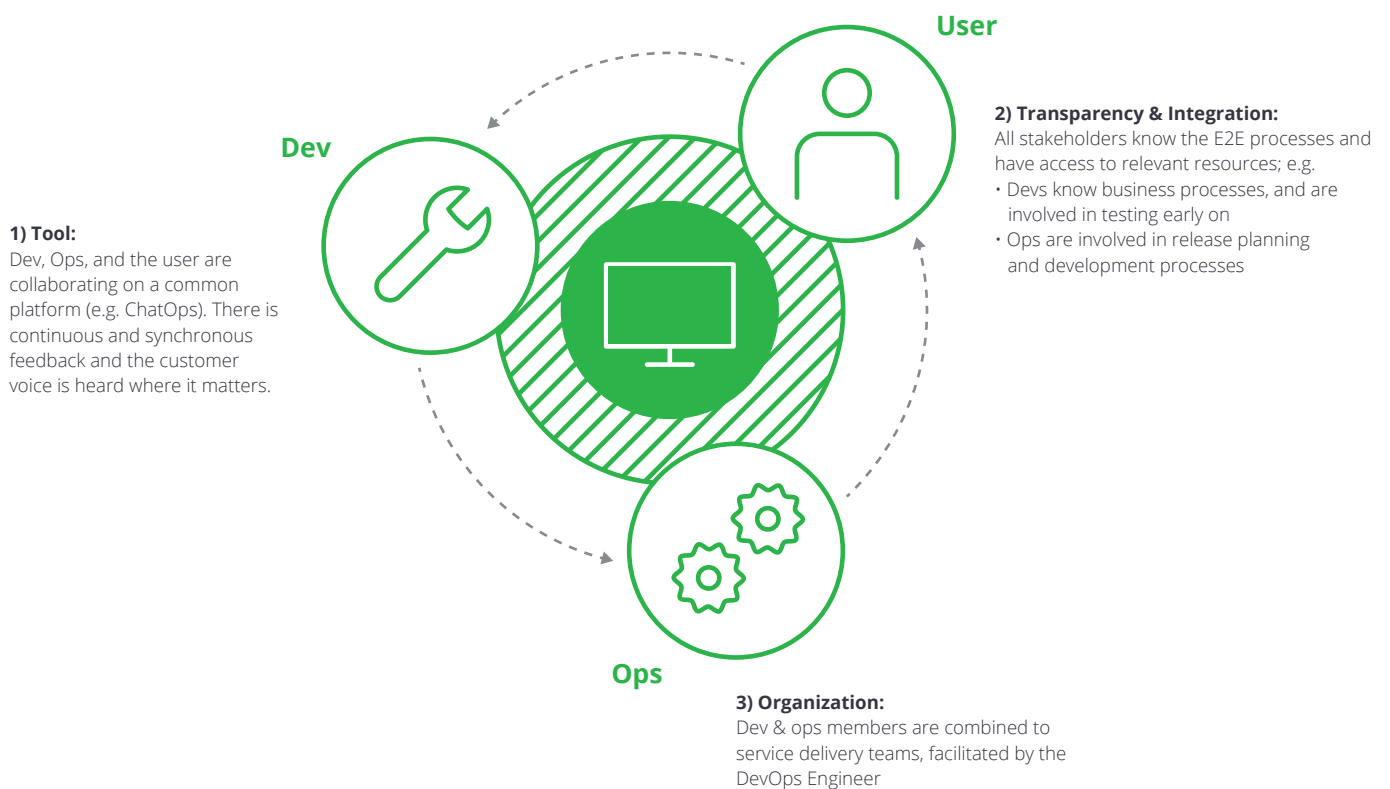 User
Dev
1) Tool:
Dev, Ops, and the user are
collaborating on a common
platform (e.g. ChatOps). There is
continuous and synchronous
feedback and the customer
voice is heard where it matters.
2) Transparency & Integration:
All stakeholders know the E2E processes and
have access to relevant resources; e.g.
• Devs know business processes, and are
involved in testing early on
• Ops are involved in release planning
and development processes
Ops
3) Organization:
Dev & ops members are combined to
service delivery teams, facilitated by the
DevOps Engineer